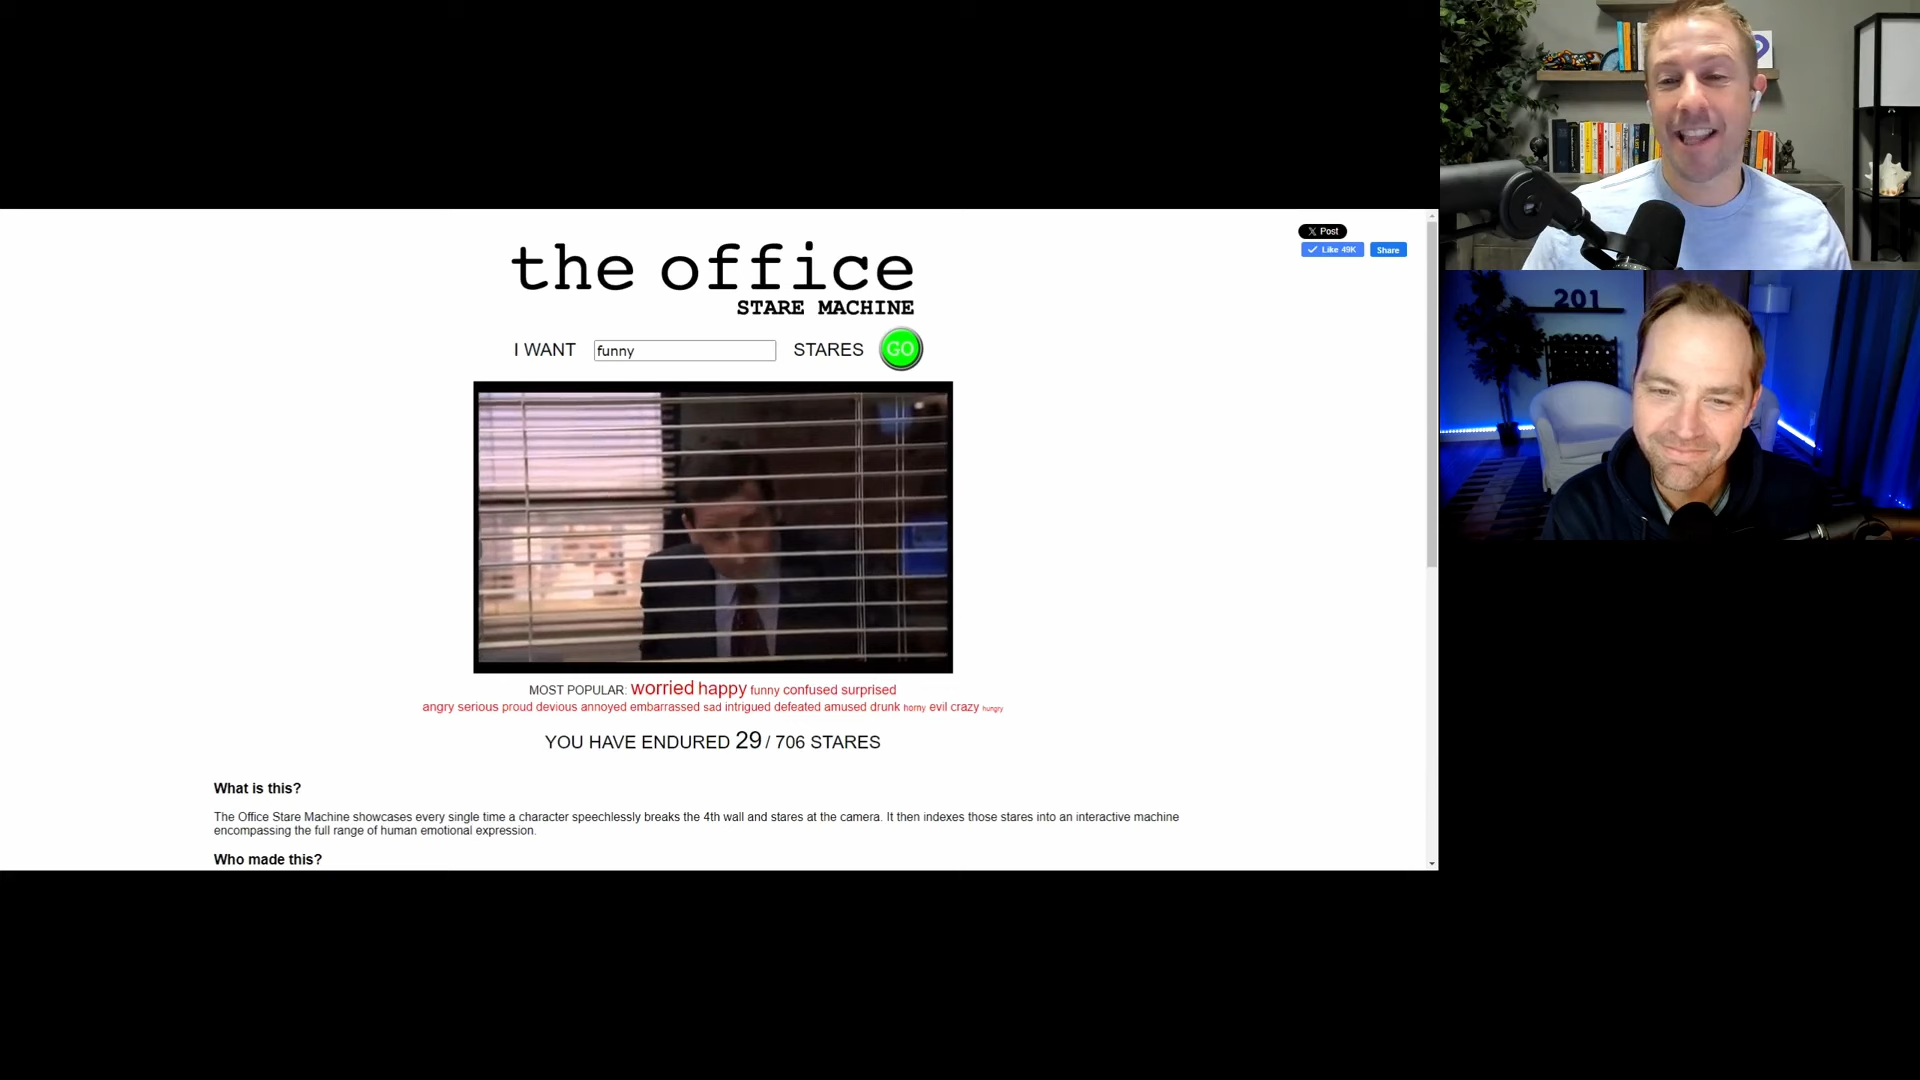 the office
STARE MACHINE
Post
Like 49K Share
I WANT funny STARES GO
MOST POPULAR: worried happy funny confused surprised
angry serious proud devious annoyed embarrassed sad intrigued defeated amused drunk horny evil crazy hungry
YOU HAVE ENDURED 29 / 706 STARES
What is this?
The Office Stare Machine showcases every single time a character speechlessly breaks the 4th wall and stares at the camera. It then indexes those stares into an interactive machine
encompassing the full range of human emotional expression.
Who made this?
201